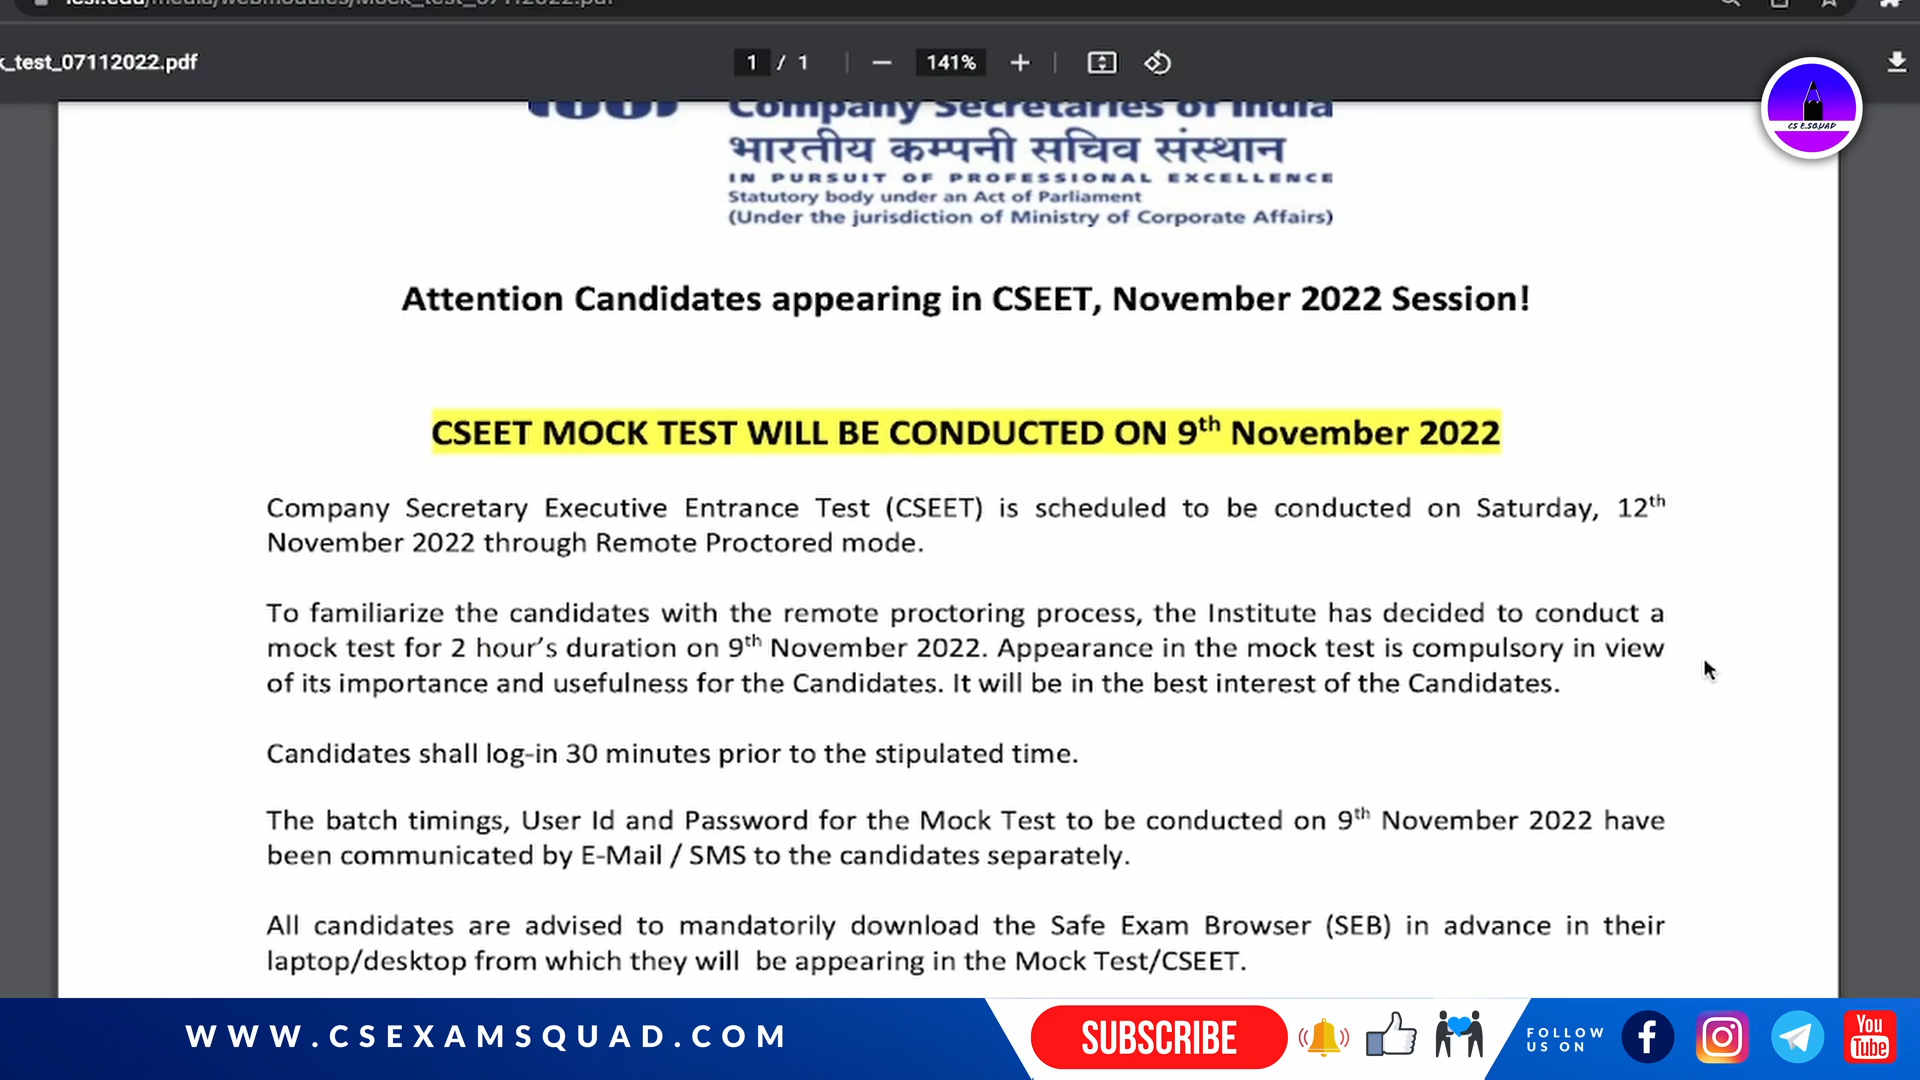 icsi.edu/media/webmodules/Mock_test_07112022.pdf
k_test_07112022.pdf
1 / 1
141%
CS E.SQUAD
Company Secretaries of India
भारतीय कम्पनी सचिव संस्थान
IN PURSUIT OF PROFESSIONAL EXCELLENCE
Statutory body under an Act of Parliament
(Under the jurisdiction of Ministry of Corporate Affairs)
Attention Candidates appearing in CSEET, November 2022 Session!
CSEET MOCK TEST WILL BE CONDUCTED ON 9th November 2022
Company Secretary Executive Entrance Test (CSEET) is scheduled to be conducted on Saturday, 12th
November 2022 through Remote Proctored mode.
To familiarize the candidates with the remote proctoring process, the Institute has decided to conduct a
mock test for 2 hour's duration on 9th November 2022. Appearance in the mock test is compulsory in view
of its importance and usefulness for the Candidates. It will be in the best interest of the Candidates.
Candidates shall log-in 30 minutes prior to the stipulated time.
The batch timings, User Id and Password for the Mock Test to be conducted on 9th November 2022 have
been communicated by E-Mail / SMS to the candidates separately.
All candidates are advised to mandatorily download the Safe Exam Browser (SEB) in advance in their
laptop/desktop from which they will be appearing in the Mock Test/CSEET.
WWW.CSEXAMSQUAD.COM
SUBSCRIBE
FOLLOW
US ON
You
Tube